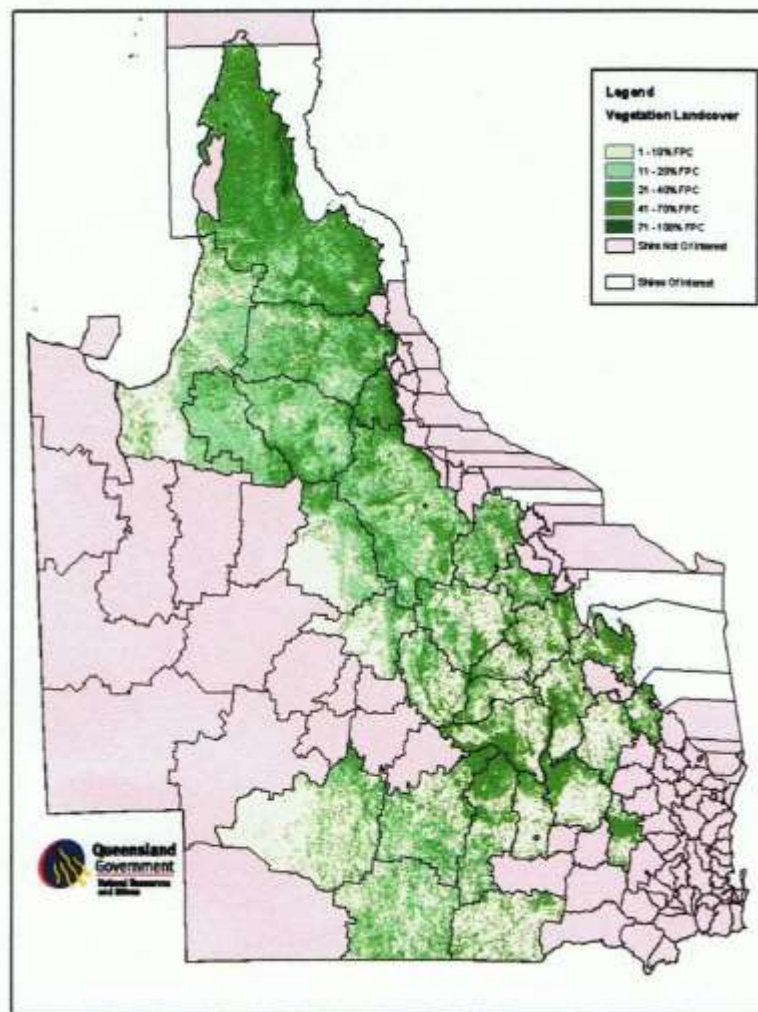 Legend
Vegetation Landcover
1 - 10% FPC
11 - 20% FPC
21 - 40% FPC
41 - 70% FPC
71 - 100% FPC
Shire Not Of Interest
Shires Of Interest
Queensland
Government
Natural Resources
and Mines